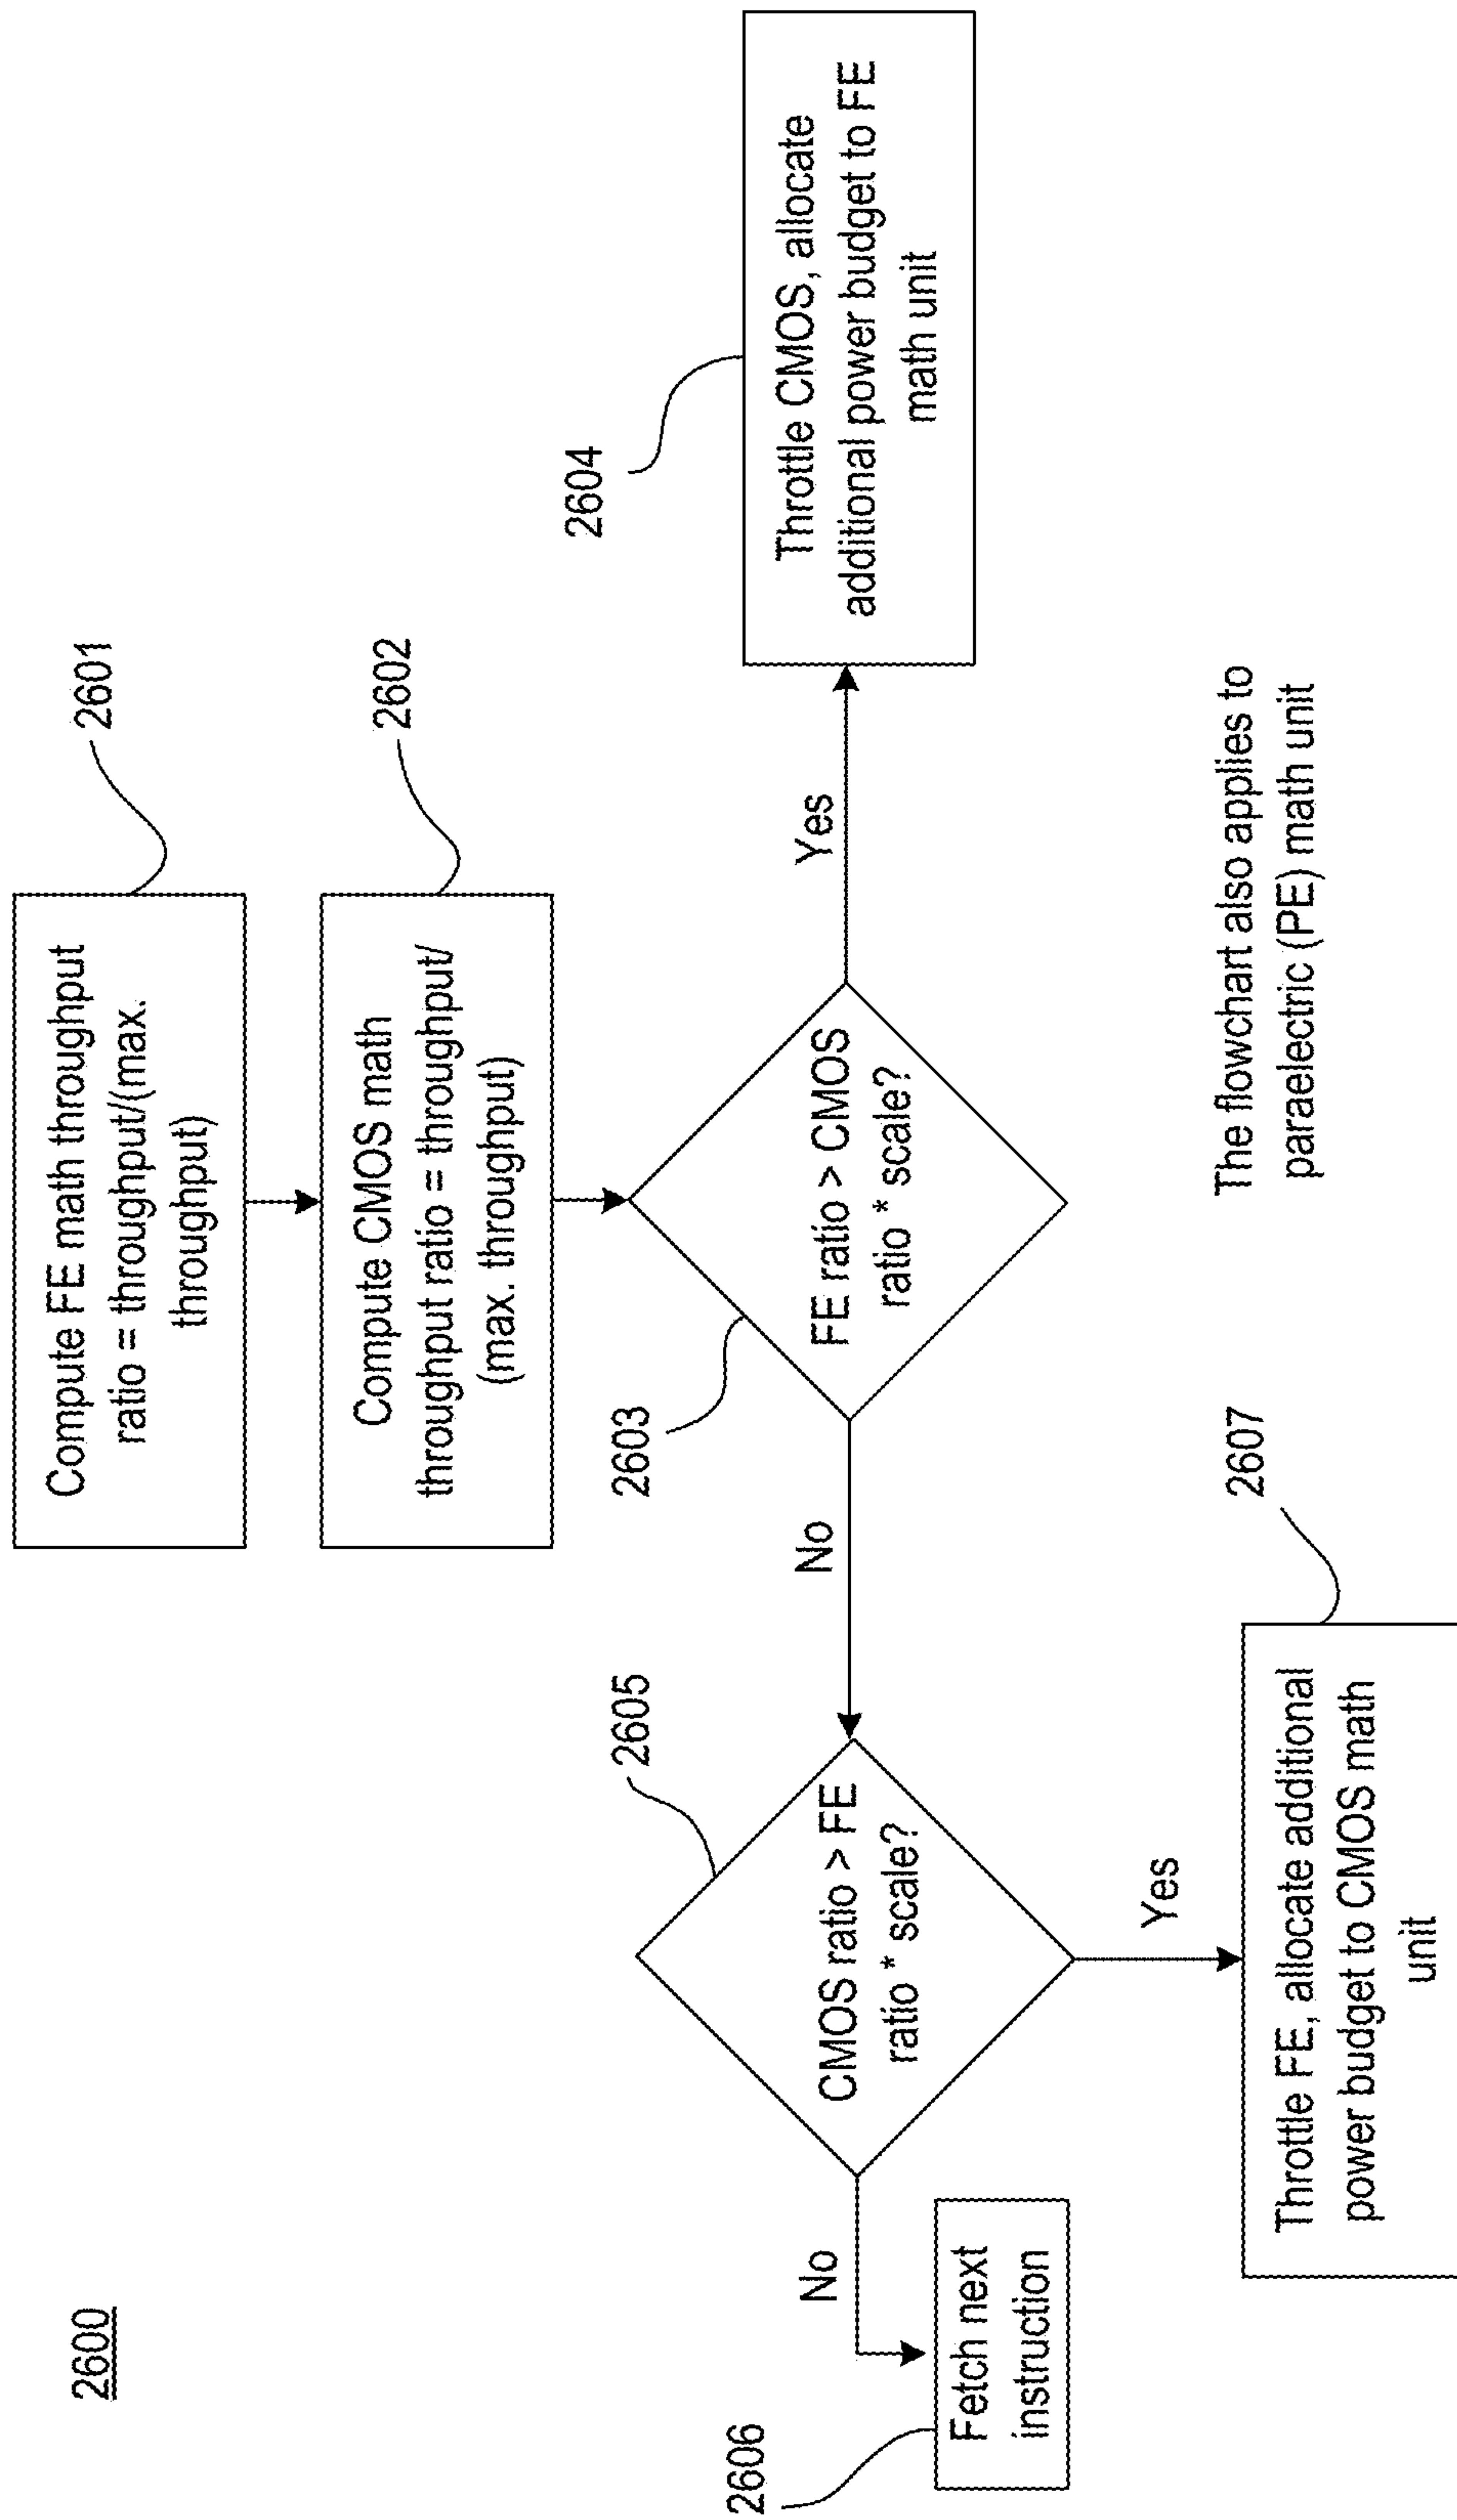 2600
2601
Compute FE math throughput
ratio = throughput/(max.
throughput)
2602
Compute CMOS math
throughput ratio = throughput/
(max. throughput)
2603
FE ratio > CMOS
ratio * scale?
Yes
2604
Throttle CMOS, allocate
additional power budget to FE
math unit
No
2605
CMOS ratio > FE
ratio * scale?
No
2606
Fetch next
instruction
Yes
2607
Throttle FE, allocate additional
power budget to CMOS math
unit
The flowchart also applies to
paraelectric (PE) math unit